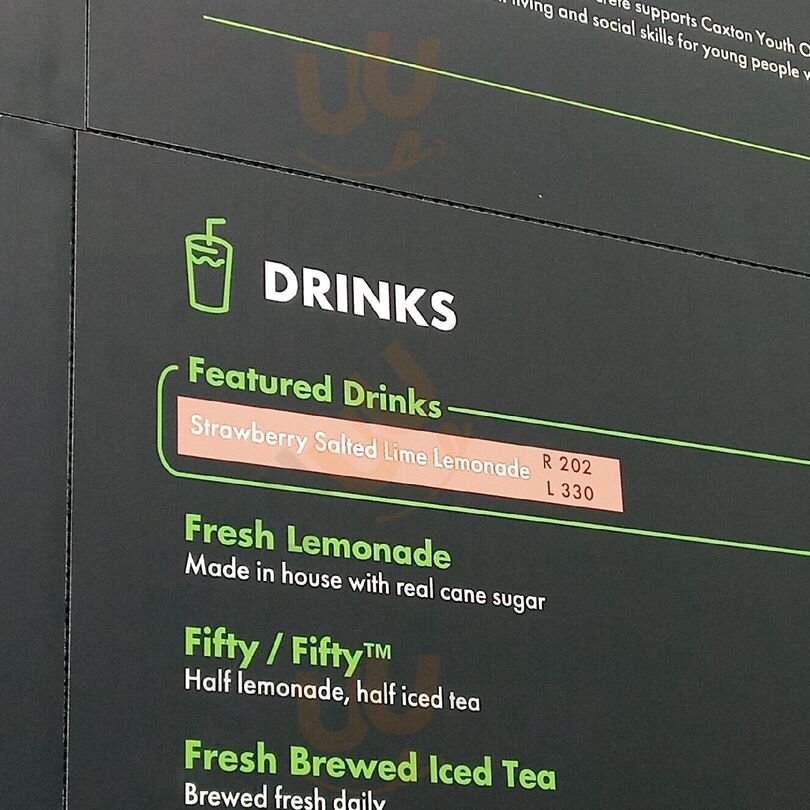 supports Caxton Youth
living and social skills for young people
DRINKS
Featured Drinks
Strawberry Salted Lime Lemonade R 202
L 330
Fresh Lemonade
Made in house with real cane sugar
Fifty / Fifty™
Half lemonade, half iced tea
Fresh Brewed Iced Tea
Brewed fresh daily